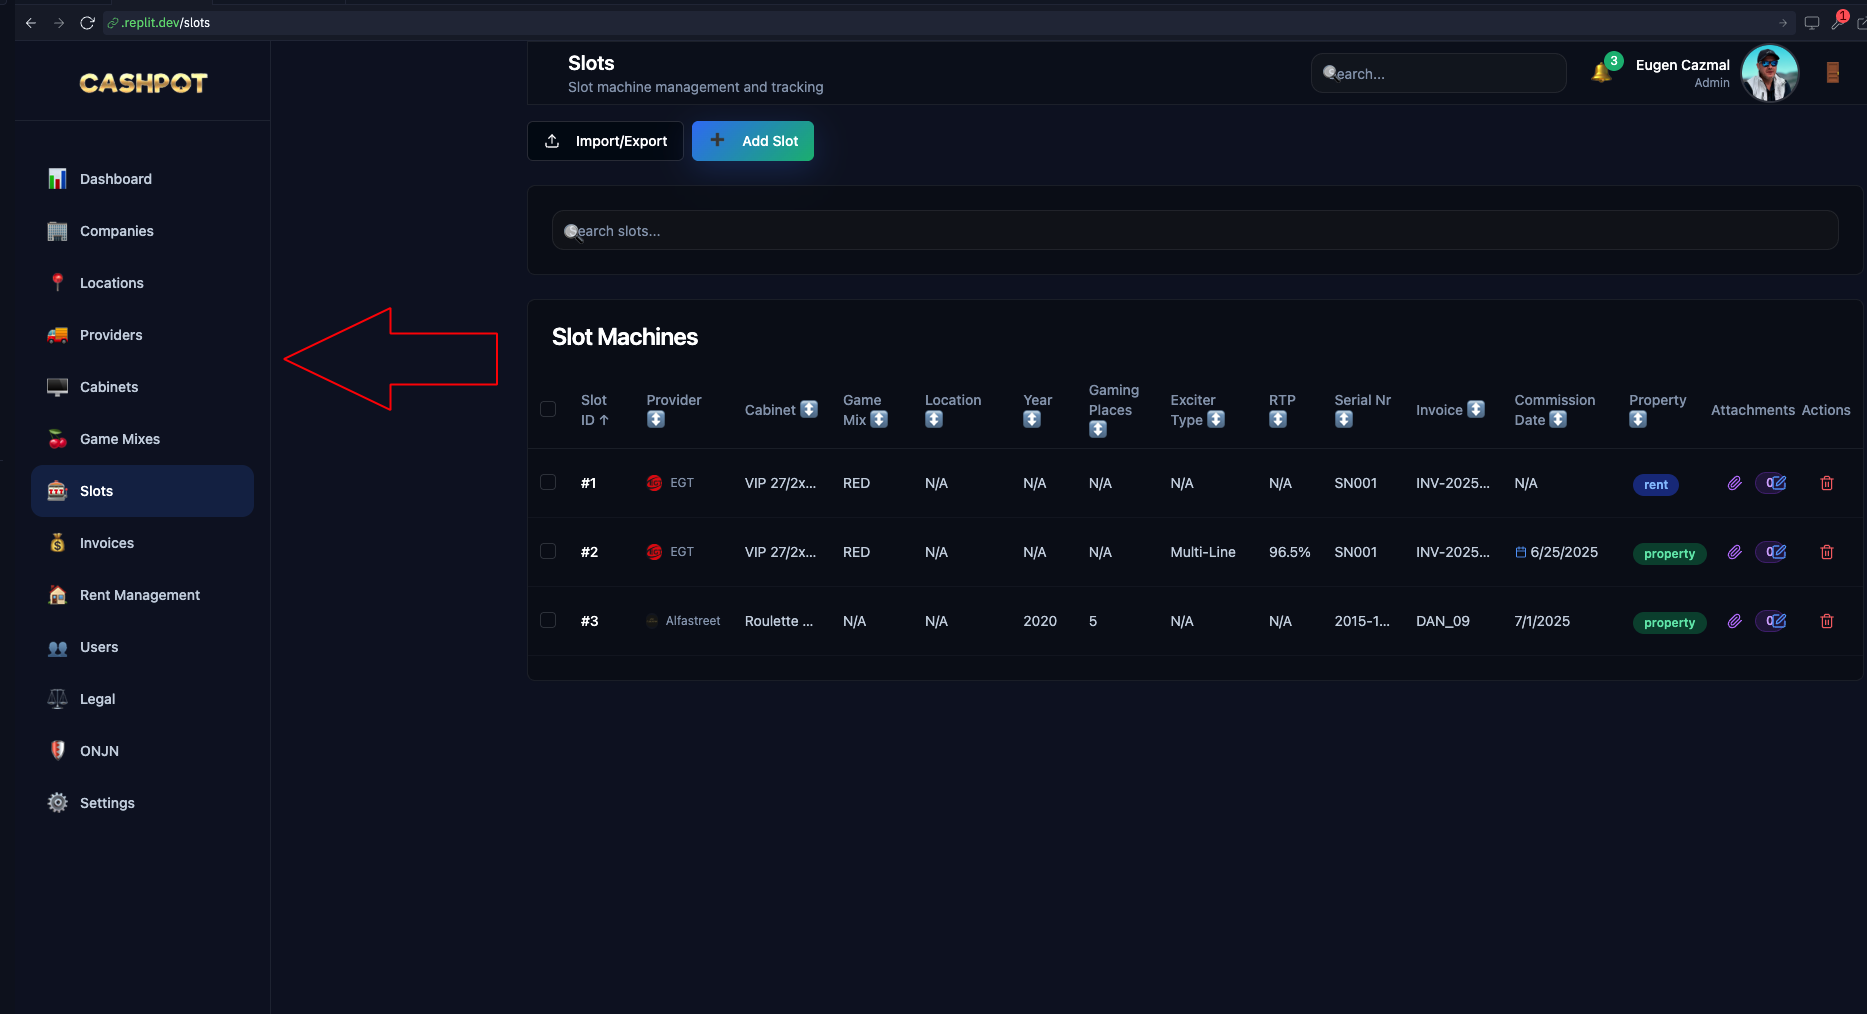 .replit.dev/slots
1
CASHPOT
Slots
Slot machine management and tracking
Search...
3
Eugen Cazmal
Admin
Import/Export
Add Slot
Dashboard
Companies
Locations
Providers
Cabinets
Game Mixes
Slots
Invoices
Rent Management
Users
Legal
ONJN
Settings
Search slots...
Slot Machines
Slot ID ↑ Provider Cabinet Game Mix Location Year Gaming Places Exciter Type RTP Serial Nr Invoice Commission Date Property Attachments Actions
#1 EGT VIP 27/2x... RED N/A N/A N/A N/A N/A SN001 INV-2025... N/A rent 0
#2 EGT VIP 27/2x... RED N/A N/A N/A Multi-Line 96.5% SN001 INV-2025... 6/25/2025 property 0
#3 Alfastreet Roulette ... N/A N/A 2020 5 N/A N/A 2015-1... DAN_09 7/1/2025 property 0